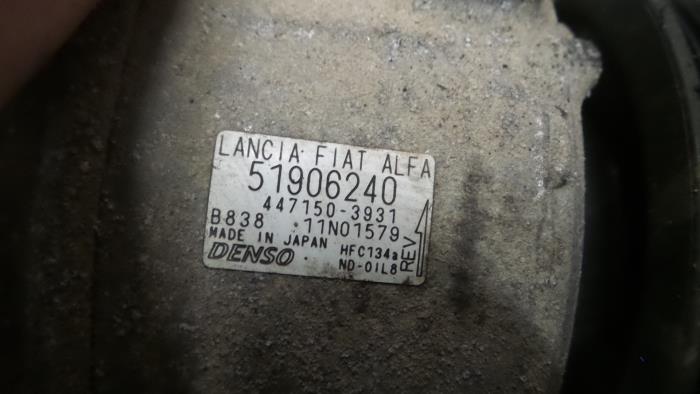 LANCIA FIAT ALFA
51906240
447150-3931
B838 11N01579
MADE IN JAPAN HFC134a
DENSO ND-OIL8
REV